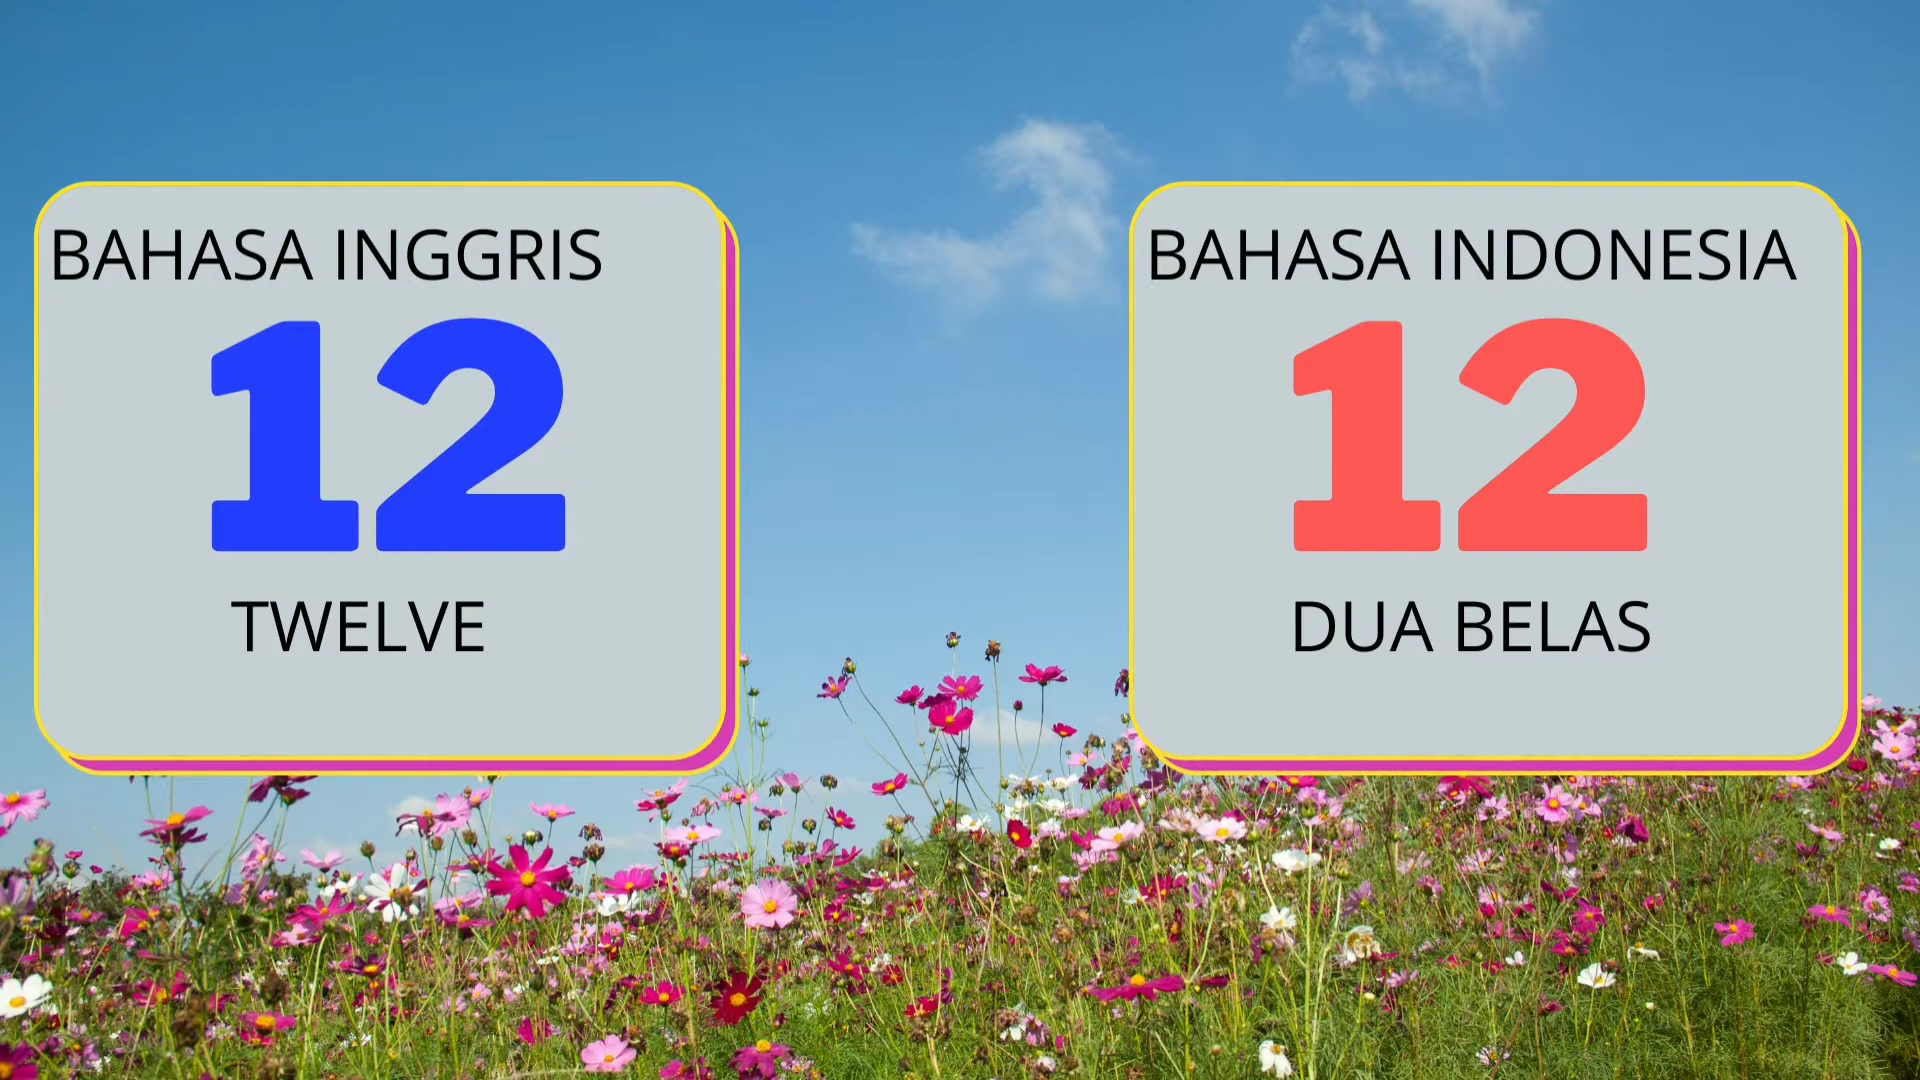 BAHASA INGGRIS
12
TWELVE
BAHASA INDONESIA
12
DUA BELAS